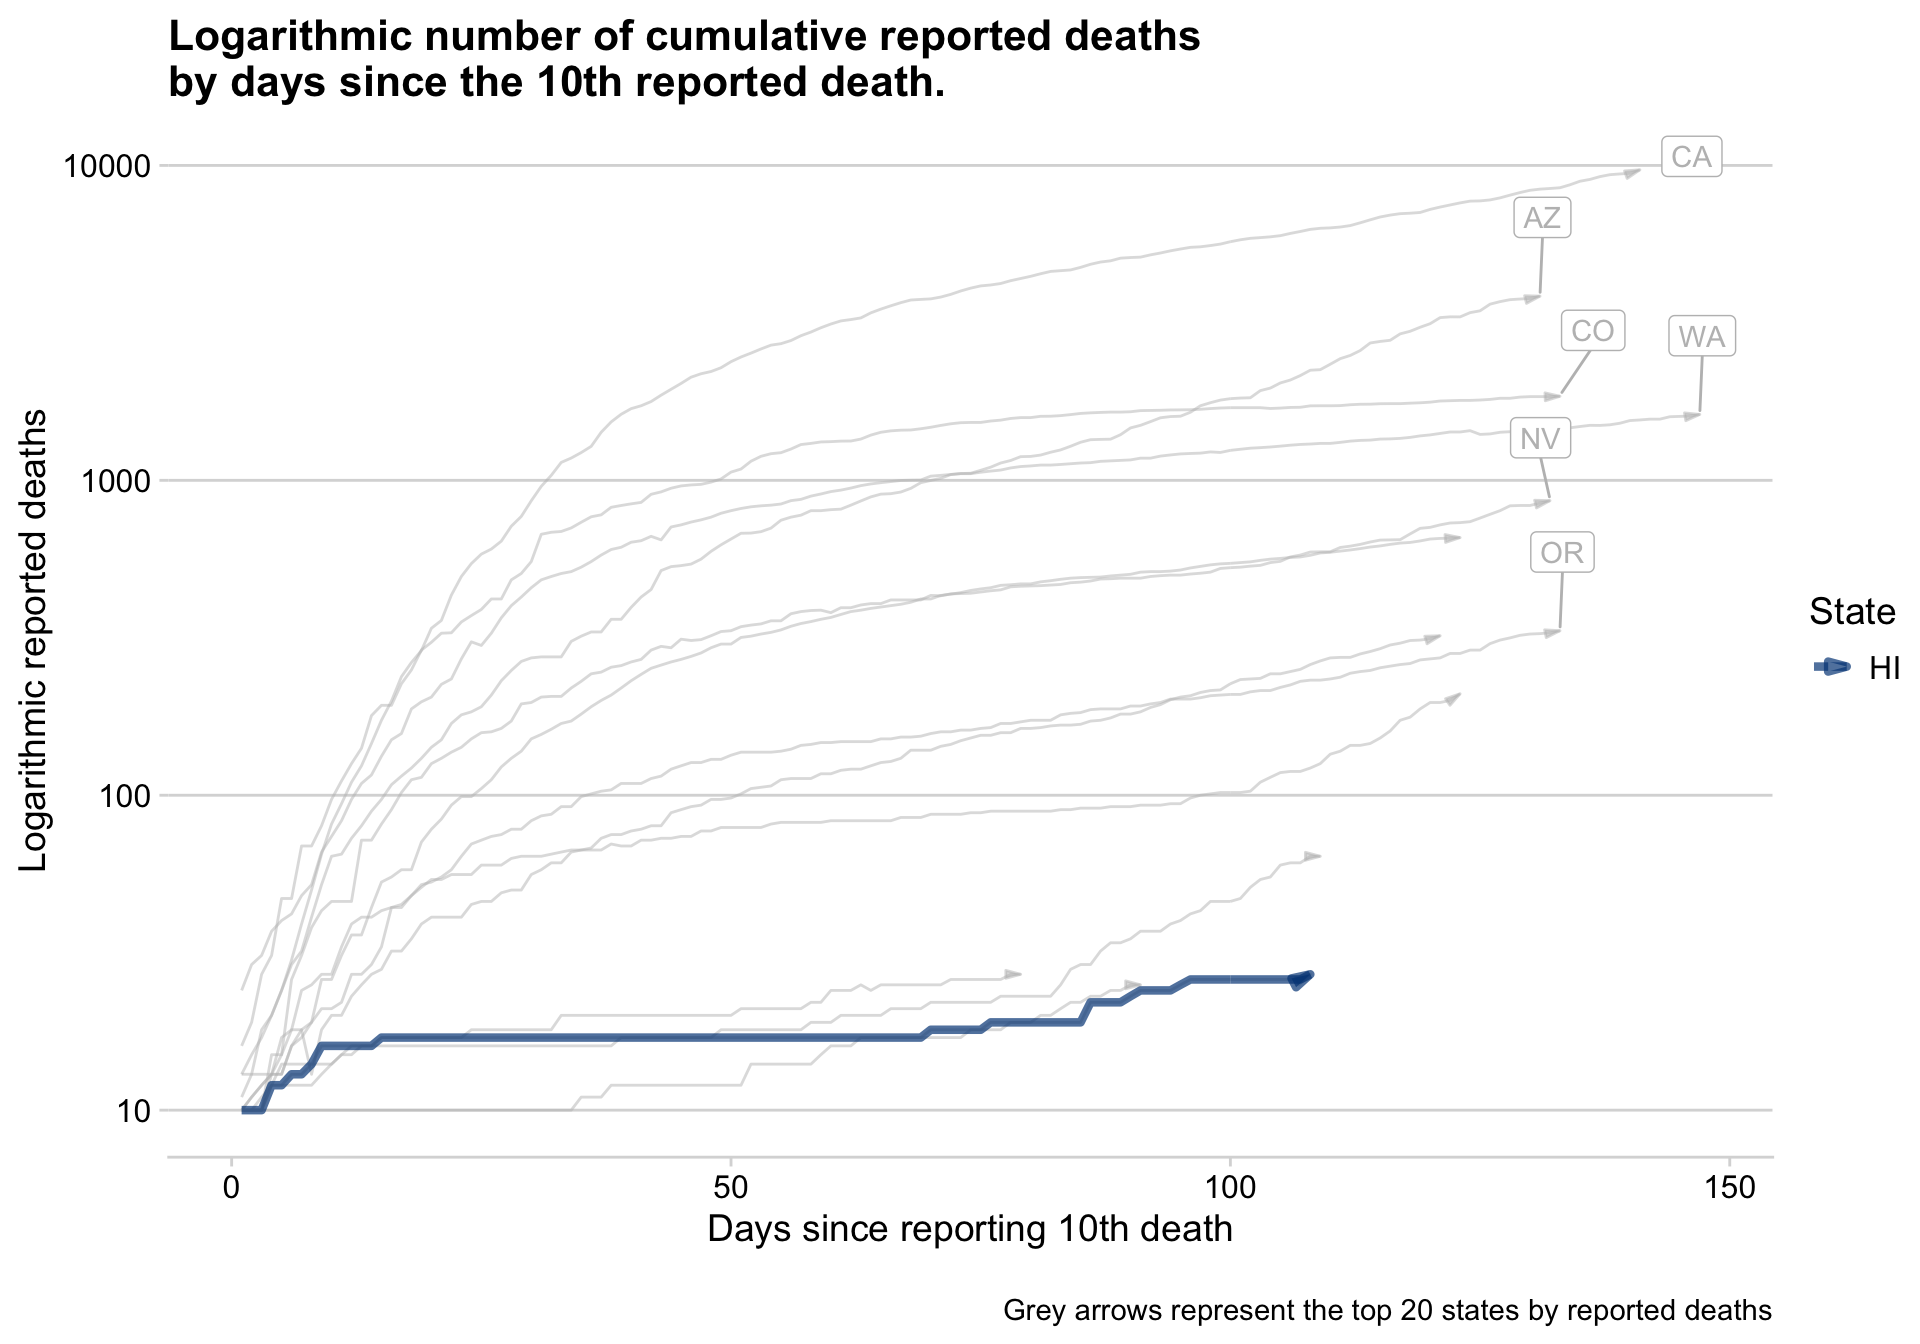 Logarithmic number of cumulative reported deaths
by days since the 10th reported death.
10000
1000
100
10
Logarithmic reported deaths
CA
AZ
CO
WA
NV
OR
State
HI
0
50
100
150
Days since reporting 10th death
Grey arrows represent the top 20 states by reported deaths